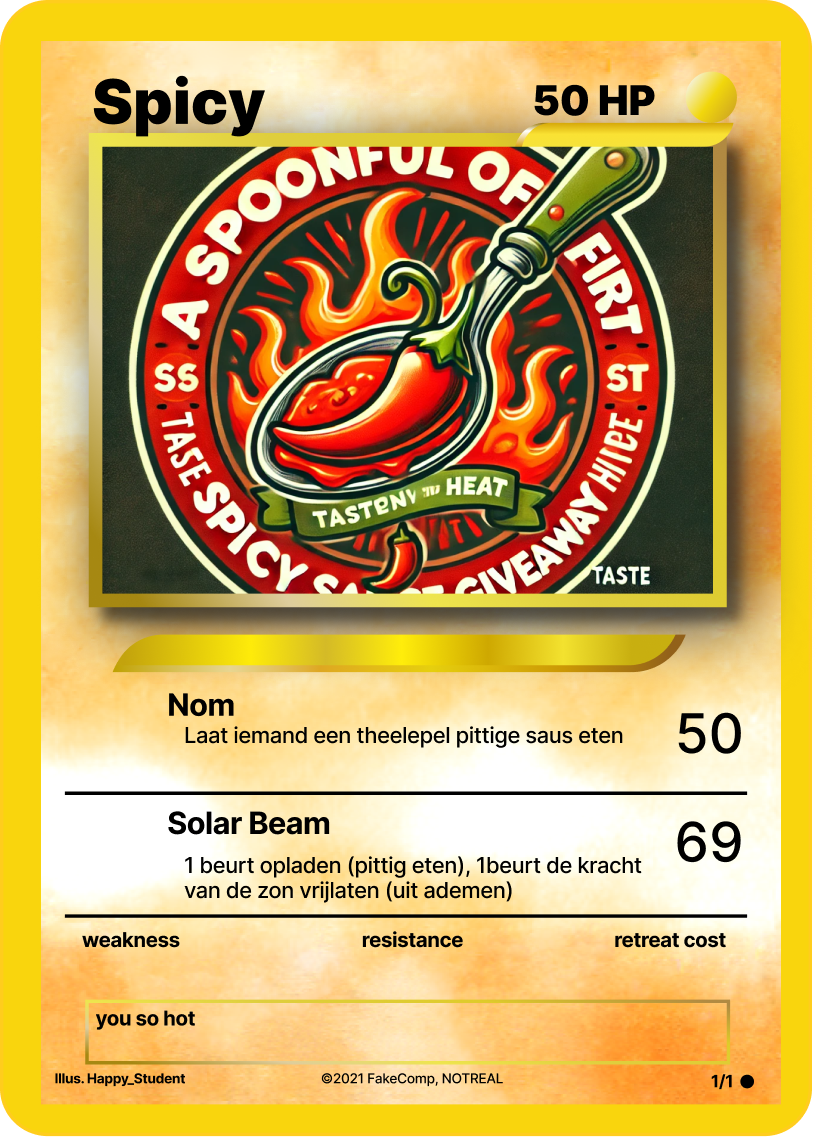 Spicy
50 HP
A SPOONFUL OF FIRT
SS
ST
TASE
SPICY
GIVEAWAY
TASTENY
HEAT
TASTE
Nom
Laat iemand een theelepel pittige saus eten
50
Solar Beam
69
1 beurt opladen (pittig eten), 1beurt de kracht
van de zon vrijlaten (uit ademen)
weakness
resistance
retreat cost
you so hot
Illus. Happy_Student
©2021 FakeComp, NOTREAL
1/1